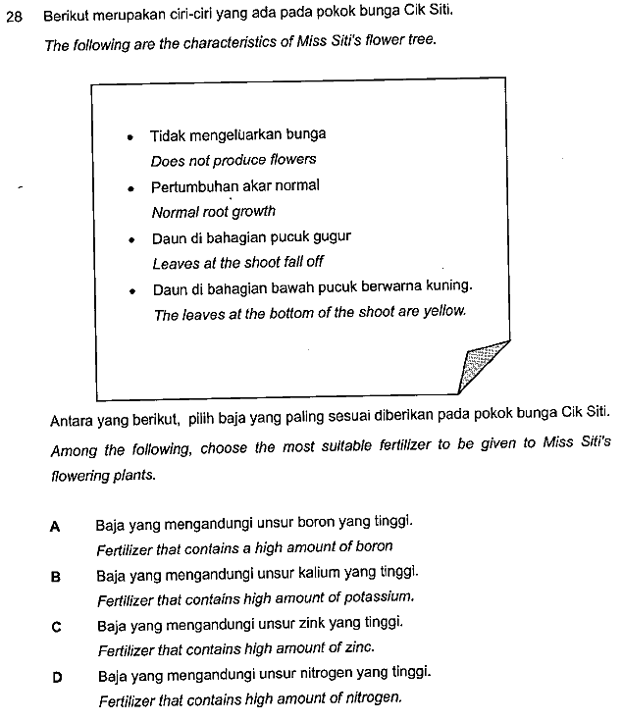 28 Berikut merupakan ciri-ciri yang ada pada pokok bunga Cik Siti.
The following are the characteristics of Miss Siti's flower tree.
• Tidak mengeluarkan bunga
Does not produce flowers
• Pertumbuhan akar normal
Normal root growth
• Daun di bahagian pucuk gugur
Leaves at the shoot fall off
• Daun di bahagian bawah pucuk berwarna kuning.
The leaves at the bottom of the shoot are yellow.
Antara yang berikut, pilih baja yang paling sesuai diberikan pada pokok bunga Cik Siti.
Among the following, choose the most suitable fertilizer to be given to Miss Siti's
flowering plants.
A Baja yang mengandungi unsur boron yang tinggi.
Fertilizer that contains a high amount of boron
B Baja yang mengandungi unsur kalium yang tinggi.
Fertilizer that contains high amount of potassium.
C Baja yang mengandungi unsur zink yang tinggi.
Fertilizer that contains high amount of zinc.
D Baja yang mengandungi unsur nitrogen yang tinggi.
Fertilizer that contains high amount of nitrogen.